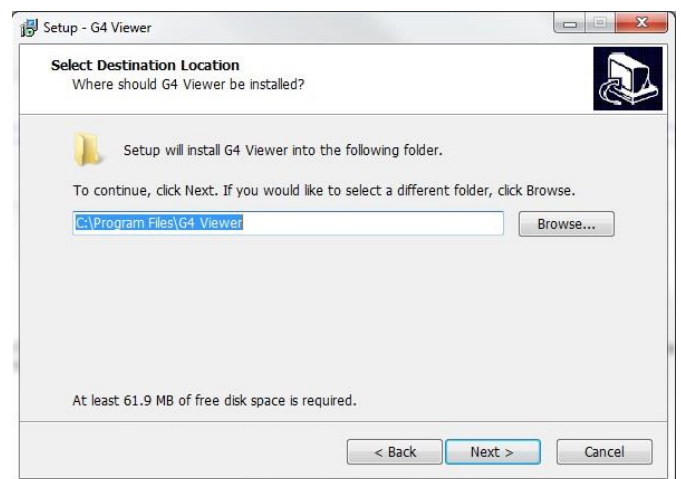 Setup - G4 Viewer
Select Destination Location
Where should G4 Viewer be installed?
Setup will install G4 Viewer into the following folder.
To continue, click Next. If you would like to select a different folder, click Browse.
C:\Program Files\G4 Viewer
Browse...
At least 61.9 MB of free disk space is required.
< Back Next > Cancel